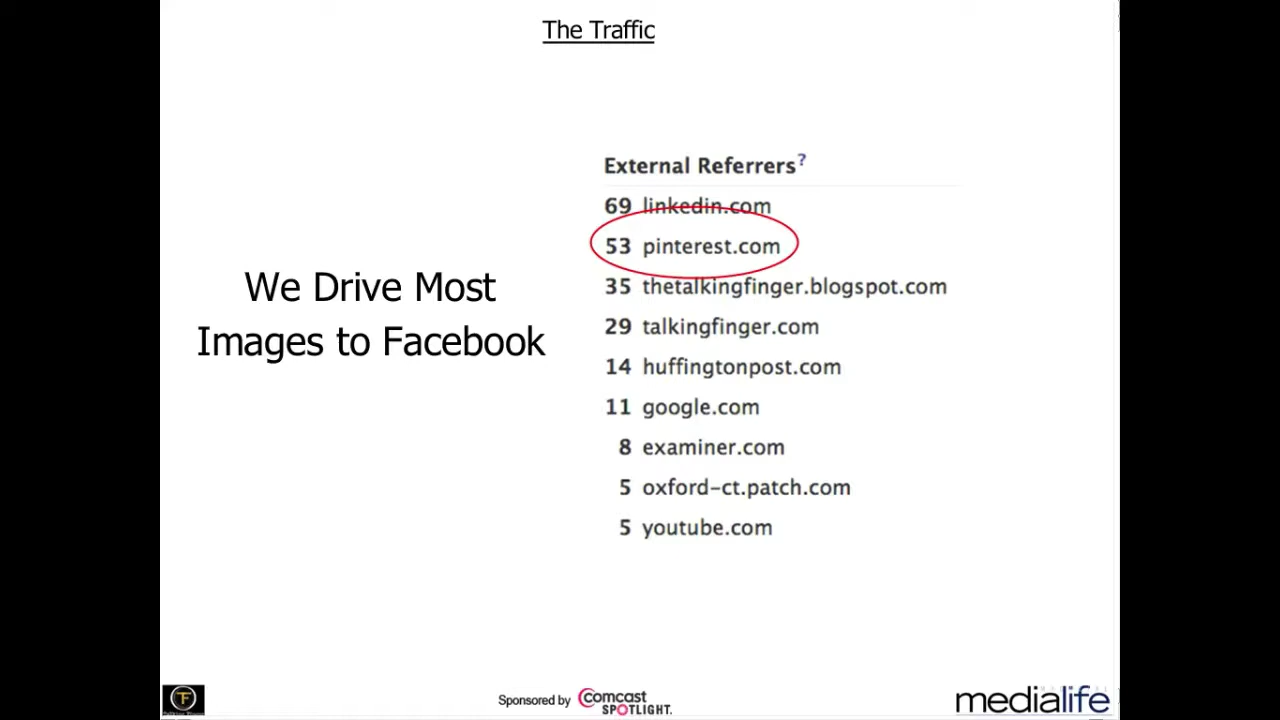 The Traffic
We Drive Most
Images to Facebook
External Referrers?
69 linkedin.com
53 pinterest.com
35 thetalkingfinger.blogspot.com
29 talkingfinger.com
14 huffingtonpost.com
11 google.com
8 examiner.com
5 oxford-ct.patch.com
5 youtube.com
TF
Sponsored by Comcast
SPOTLIGHT.
medialife